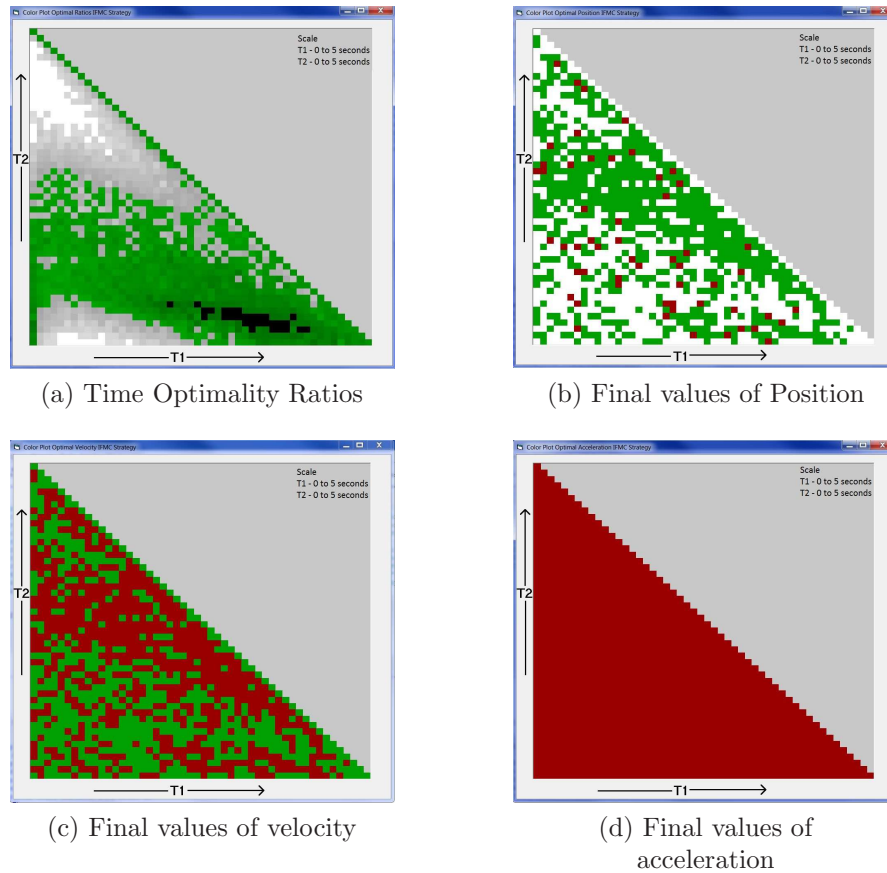 Color Plot Optimal Ratios IFMC Strategy
Scale
T1 - 0 to 5 seconds
T2 - 0 to 5 seconds
T2
T1
(a) Time Optimality Ratios
Color Plot Optimal Position IFMC Strategy
Scale
T1 - 0 to 5 seconds
T2 - 0 to 5 seconds
T2
T1
(b) Final values of Position
Color Plot Optimal Velocity IFMC Strategy
Scale
T1 - 0 to 5 seconds
T2 - 0 to 5 seconds
T2
T1
(c) Final values of velocity
Color Plot Optimal Acceleration IFMC Strategy
Scale
T1 - 0 to 5 seconds
T2 - 0 to 5 seconds
T2
T1
(d) Final values of
acceleration